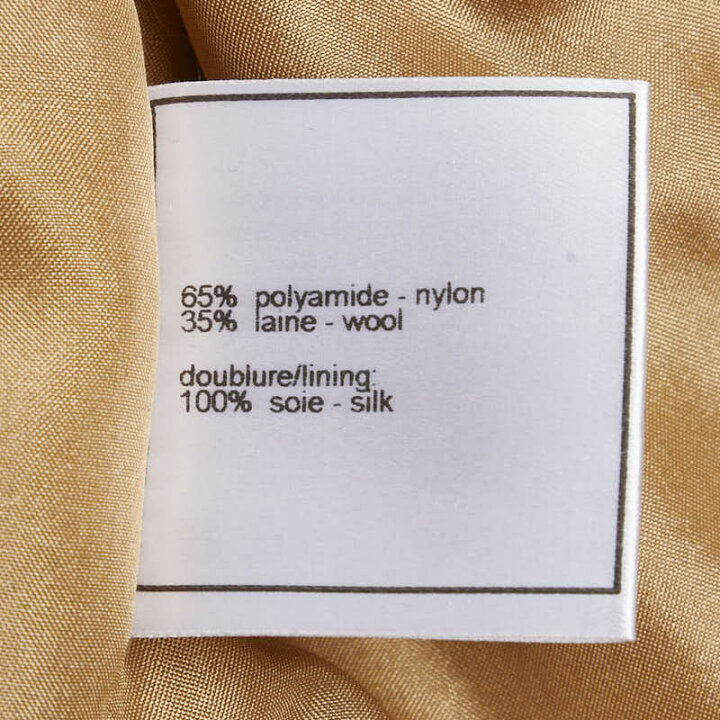 65% polyamide - nylon
35% laine - wool
doublure/lining:
100% soie - silk